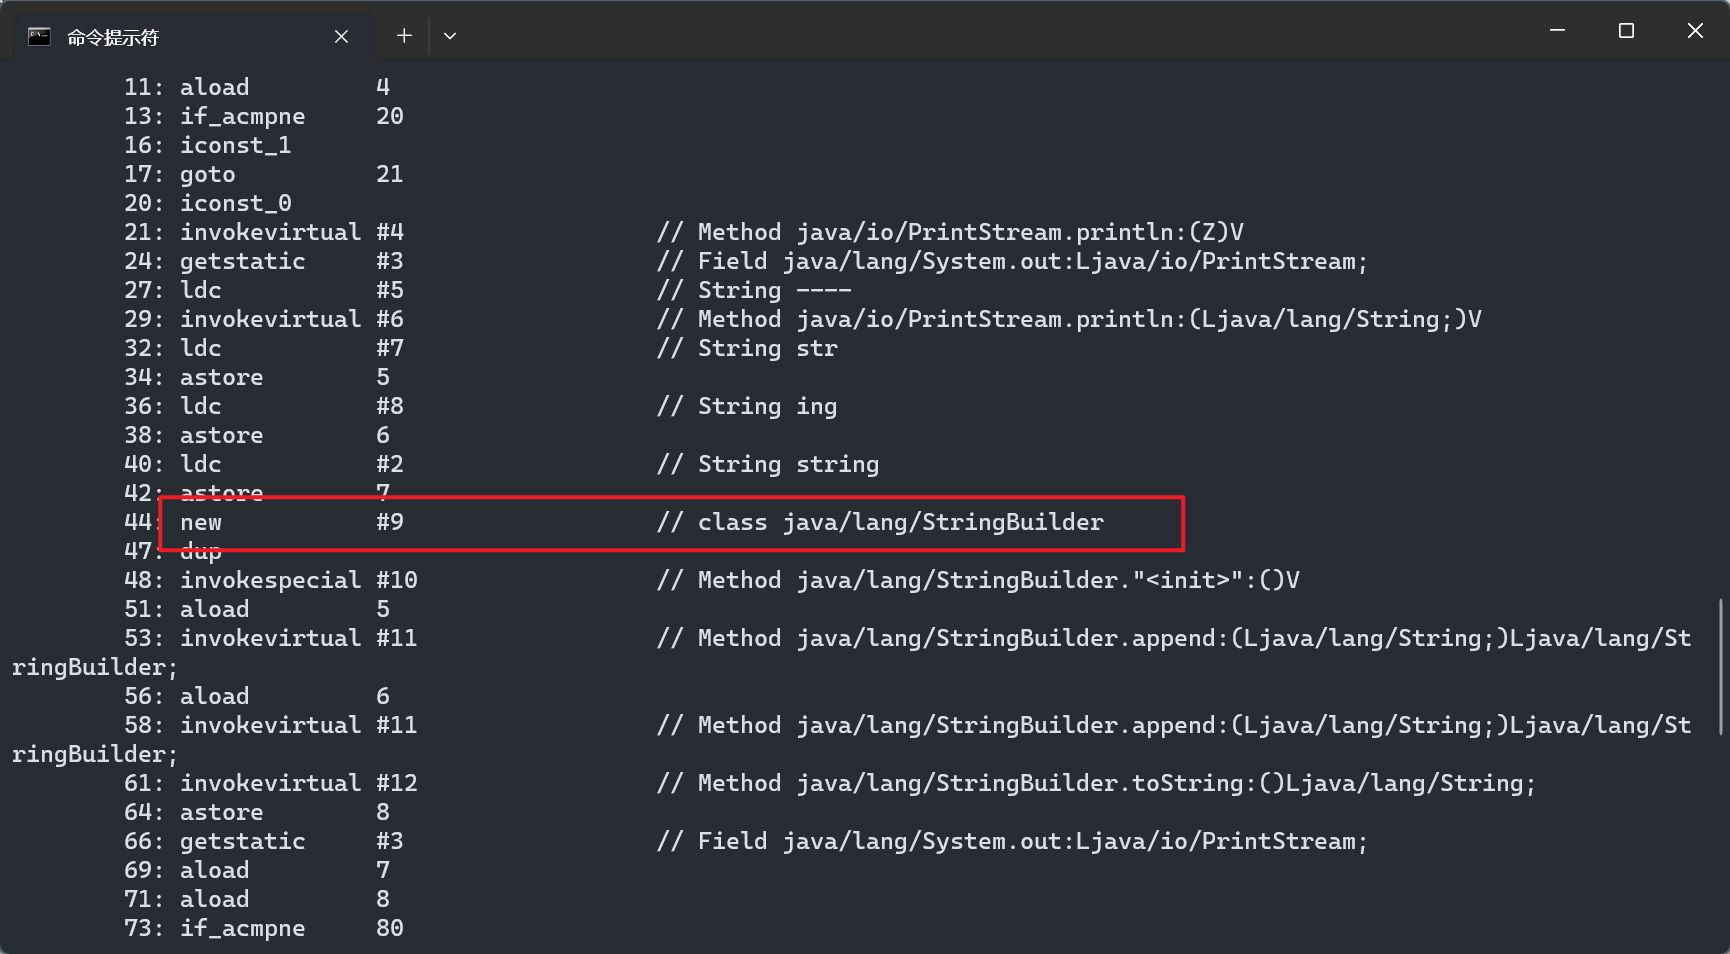 命令提示符
11: aload         4
13: if_acmpne     20
16: iconst_1
17: goto          21
20: iconst_0
21: invokevirtual #4                  // Method java/io/PrintStream.println:(Z)V
24: getstatic     #3                  // Field java/lang/System.out:Ljava/io/PrintStream;
27: ldc           #5                  // String ----
29: invokevirtual #6                  // Method java/io/PrintStream.println:(Ljava/lang/String;)V
32: ldc           #7                  // String str
34: astore        5
36: ldc           #8                  // String ing
38: astore        6
40: ldc           #2                  // String string
42: astore        7
44: new           #9                  // class java/lang/StringBuilder
47: dup
48: invokespecial #10                 // Method java/lang/StringBuilder."<init>":()V
51: aload         5
53: invokevirtual #11                 // Method java/lang/StringBuilder.append:(Ljava/lang/String;)Ljava/lang/St
ringBuilder;
56: aload         6
58: invokevirtual #11                 // Method java/lang/StringBuilder.append:(Ljava/lang/String;)Ljava/lang/St
ringBuilder;
61: invokevirtual #12                 // Method java/lang/StringBuilder.toString:()Ljava/lang/String;
64: astore        8
66: getstatic     #3                  // Field java/lang/System.out:Ljava/io/PrintStream;
69: aload         7
71: aload         8
73: if_acmpne     80